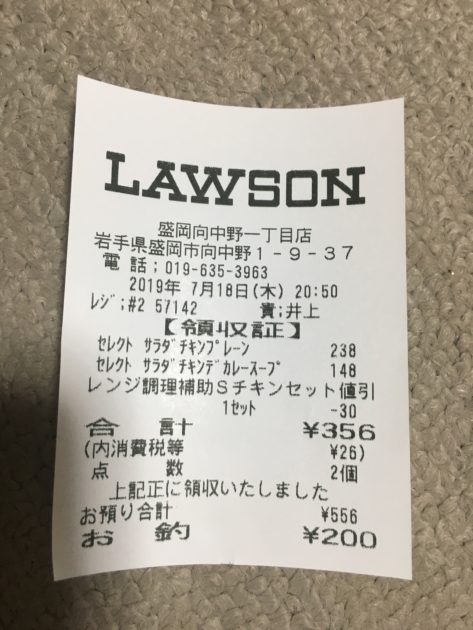 LAWSON
盛岡向中野一丁目店
岩手県盛岡市向中野1-9-37
電話;019-635-3963
2019年 7月18日(木) 20:50
ﾚｼﾞ;#2 57142 責;井上
【領収証】
ｾﾚｸﾄ ｻﾗﾀﾞﾁｷﾝﾌﾟﾚｰﾝ 238
ｾﾚｸﾄ ｻﾗﾀﾞﾁｷﾝﾃﾞｶﾚｰｽｰﾌﾟ 148
レンジ調理補助Sチキンセット値引
1ｾｯﾄ -30
合 計 ¥356
(内消費税等 ¥26)
点 数 2個
上記正に領収いたしました
お預り合計 ¥556
お 釣 ¥200